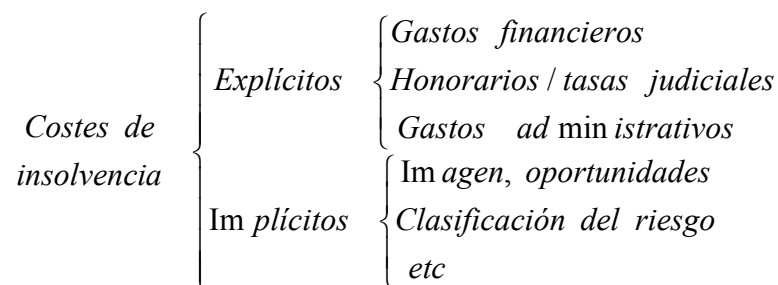 Costes de
insolvencia
Explícitos
Gastos financieros
Honorarios / tasas judiciales
Gastos ad min istrativos
Im plícitos
Im agen, oportunidades
Clasificación del riesgo
etc